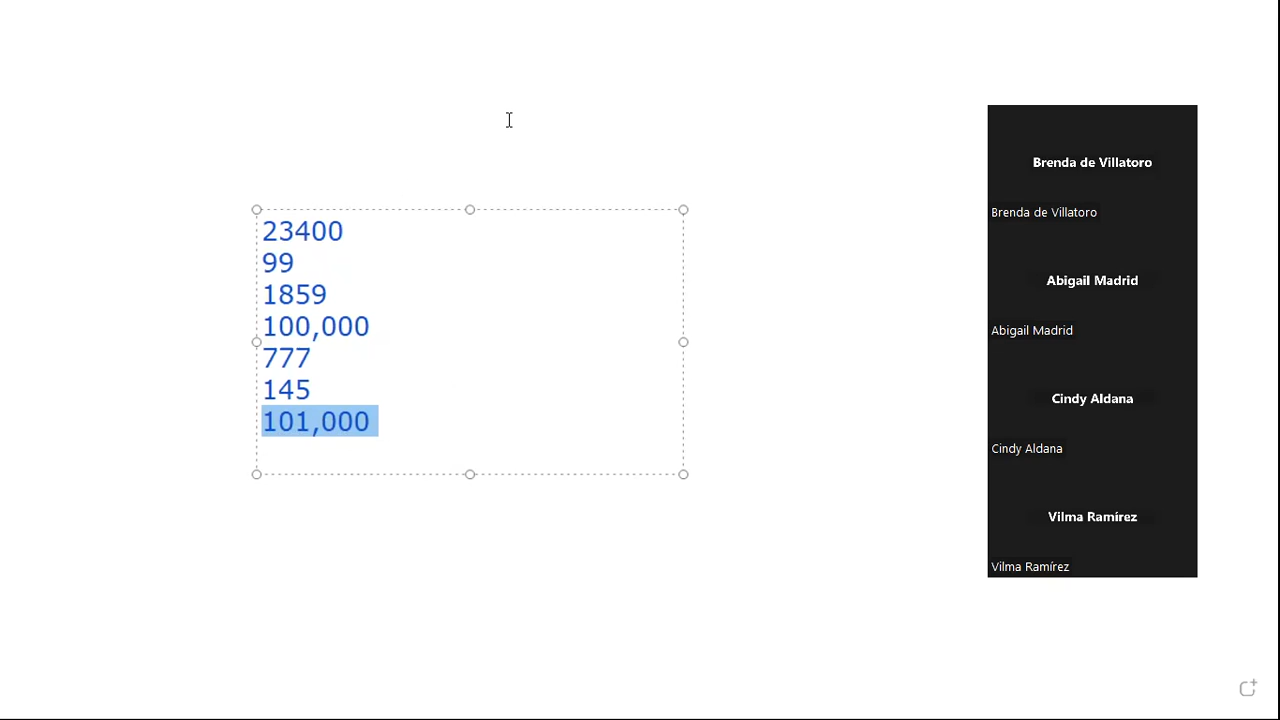 23400
99
1859
100,000
777
145
101,000
Brenda de Villatoro
Brenda de Villatoro
Abigail Madrid
Abigail Madrid
Cindy Aldana
Cindy Aldana
Vilma Ramírez
Vilma Ramírez